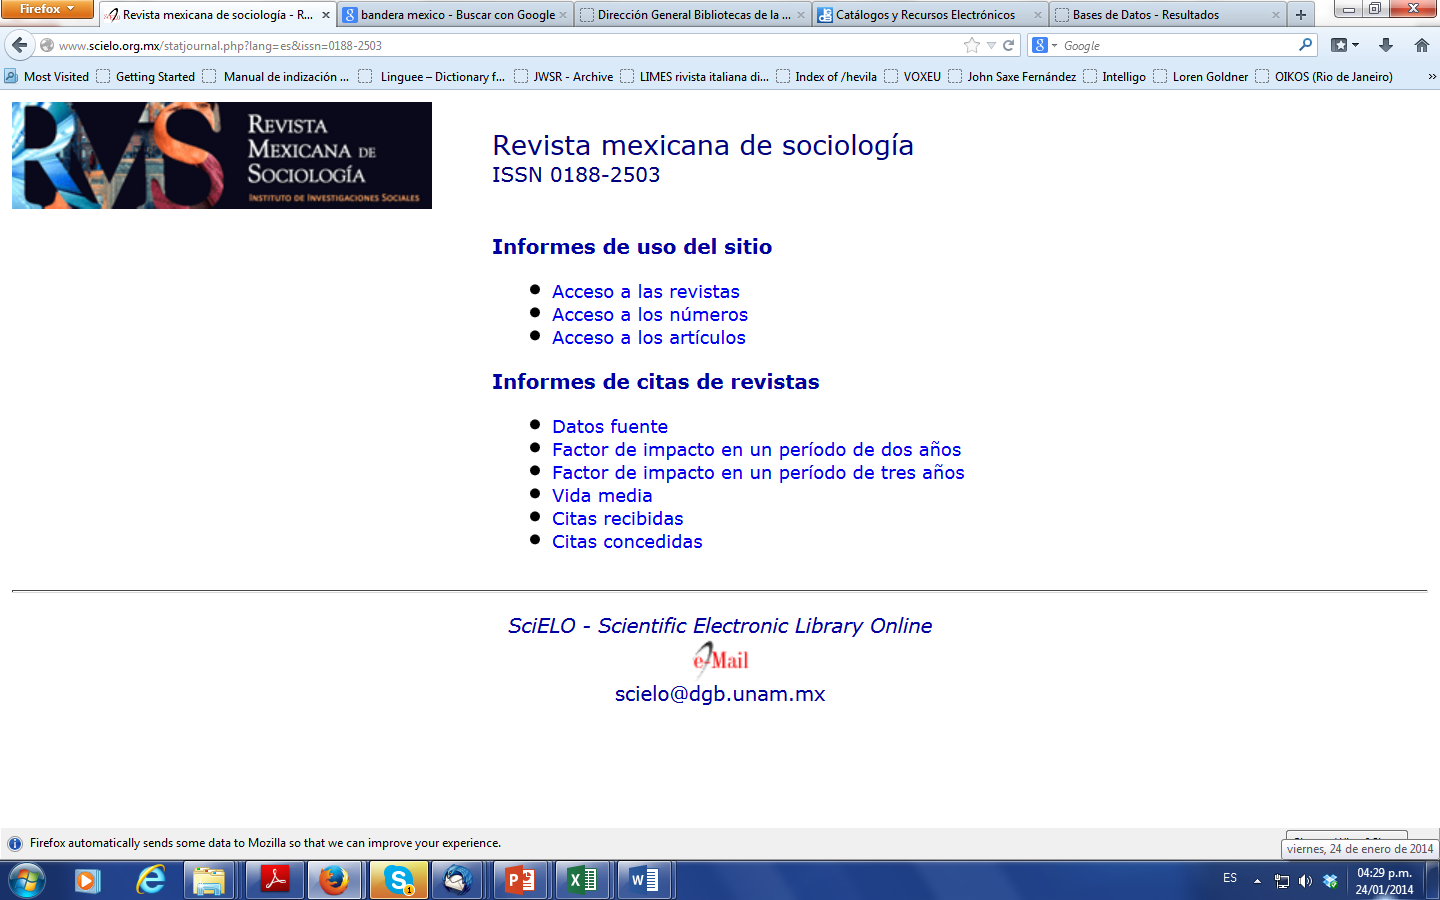 Firefox
Revista mexicana de sociología - R...
bandera mexico - Buscar con Google
Dirección General Bibliotecas de la ...
Catálogos y Recursos Electrónicos
Bases de Datos - Resultados
www.scielo.org.mx/statjournal.php?lang=es&issn=0188-2503
Google
Most Visited
Getting Started
Manual de indización ...
Linguee – Dictionary f...
JWSR - Archive
LIMES rivista italiana di...
Index of /hevila
VOXEU
John Saxe Fernández
Intelligo
Loren Goldner
OIKOS (Rio de Janeiro)
RMS
REVISTA
MEXICANA DE
SOCIOLOGÍA
INSTITUTO DE INVESTIGACIONES SOCIALES
Revista mexicana de sociología
ISSN 0188-2503
Informes de uso del sitio
Acceso a las revistas
Acceso a los números
Acceso a los artículos
Informes de citas de revistas
Datos fuente
Factor de impacto en un período de dos años
Factor de impacto en un período de tres años
Vida media
Citas recibidas
Citas concedidas
SciELO - Scientific Electronic Library Online
e-Mail
scielo@dgb.unam.mx
Firefox automatically sends some data to Mozilla so that we can improve your experience.
viernes, 24 de enero de 2014
ES
04:29 p.m.
24/01/2014